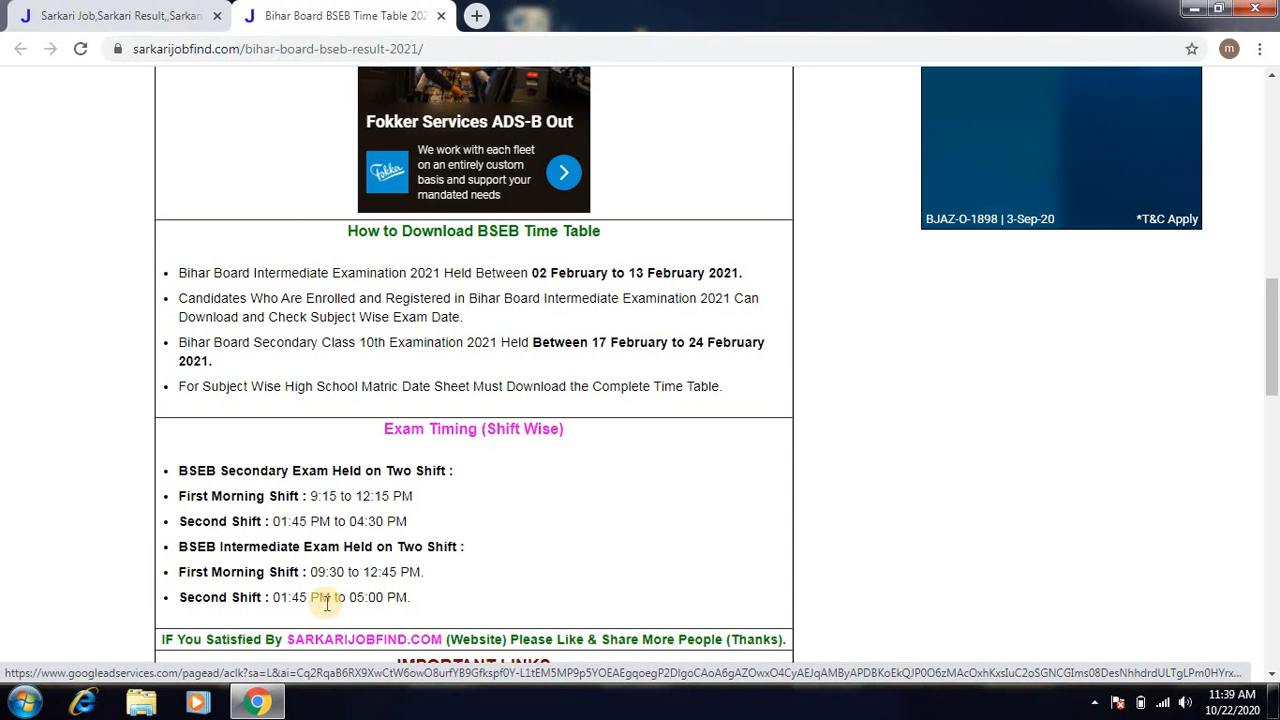 Sarkari Job,Sarkari Result,,Sarkari
Bihar Board BSEB Time Table 202
sarkarijobfind.com/bihar-board-bseb-result-2021/
m
Fokker Services ADS-B Out
We work with each fleet
on an entirely custom
basis and support your
mandated needs
Fokker
BJAZ-O-1898 | 3-Sep-20
*T&C Apply
How to Download BSEB Time Table
Bihar Board Intermediate Examination 2021 Held Between 02 February to 13 February 2021.
Candidates Who Are Enrolled and Registered in Bihar Board Intermediate Examination 2021 Can
Download and Check Subject Wise Exam Date.
Bihar Board Secondary Class 10th Examination 2021 Held Between 17 February to 24 February
2021.
For Subject Wise High School Matric Date Sheet Must Download the Complete Time Table.
Exam Timing (Shift Wise)
BSEB Secondary Exam Held on Two Shift :
First Morning Shift : 9:15 to 12:15 PM
Second Shift : 01:45 PM to 04:30 PM
BSEB Intermediate Exam Held on Two Shift :
First Morning Shift : 09:30 to 12:45 PM.
Second Shift : 01:45 PM to 05:00 PM.
IF You Satisfied By SARKARIJOBFIND.COM (Website) Please Like & Share More People (Thanks).
IMPORTANT LINKS
11:39 AM
10/22/2020